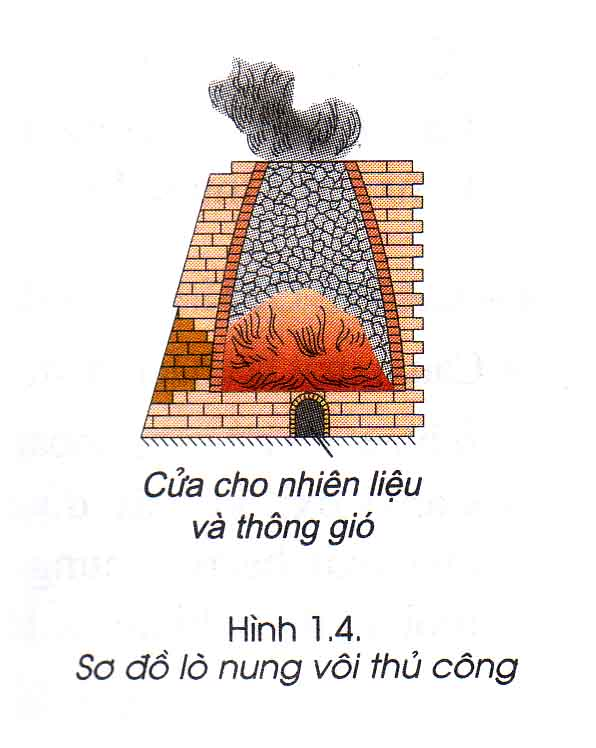 Cửa cho nhiên liệu
và thông gió
Hình 1.4.
Sơ đồ lò nung vôi thủ công